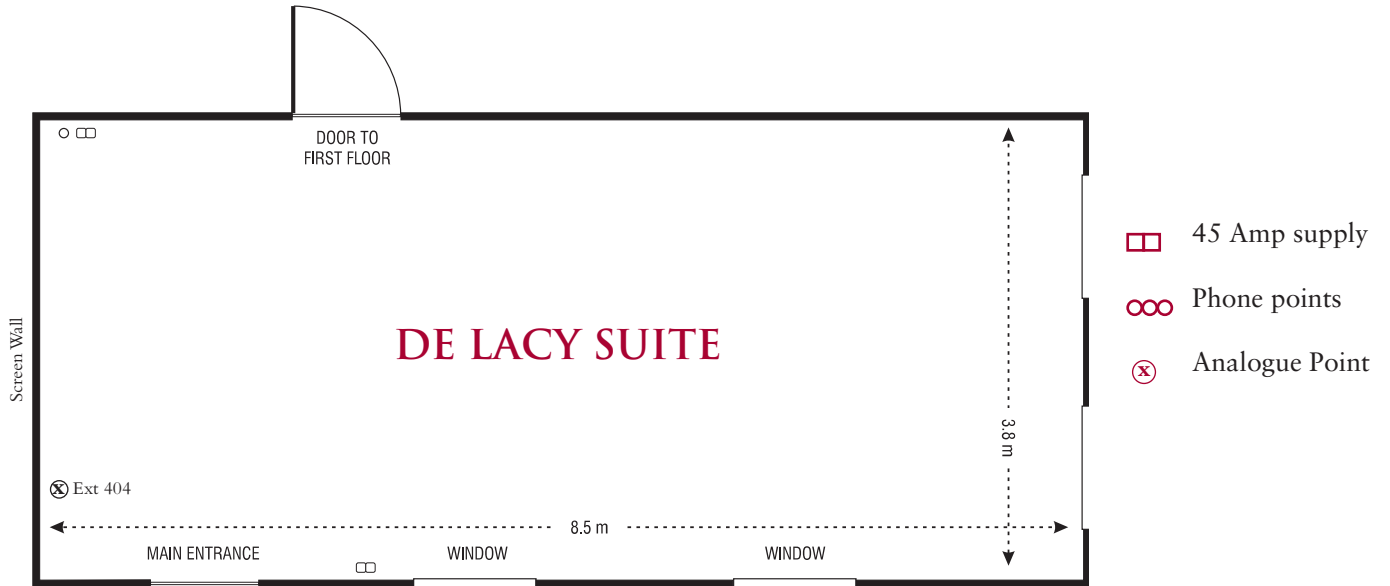 DOOR TO
FIRST FLOOR
45 Amp supply
Phone points
DE LACY SUITE
Screen Wall
X Analogue Point
3.8 m
X Ext 404
8.5 m
MAIN ENTRANCE
WINDOW
WINDOW